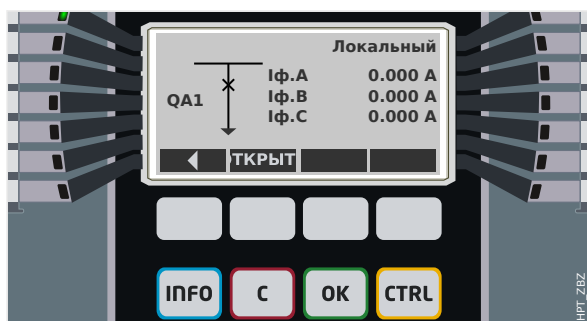 Локальный
Iф.A 0.000 A
QA1
Iф.B 0.000 A
Iф.C 0.000 A
ТКРЫТ
INFO C OK CTRL
HPT_ZBZ